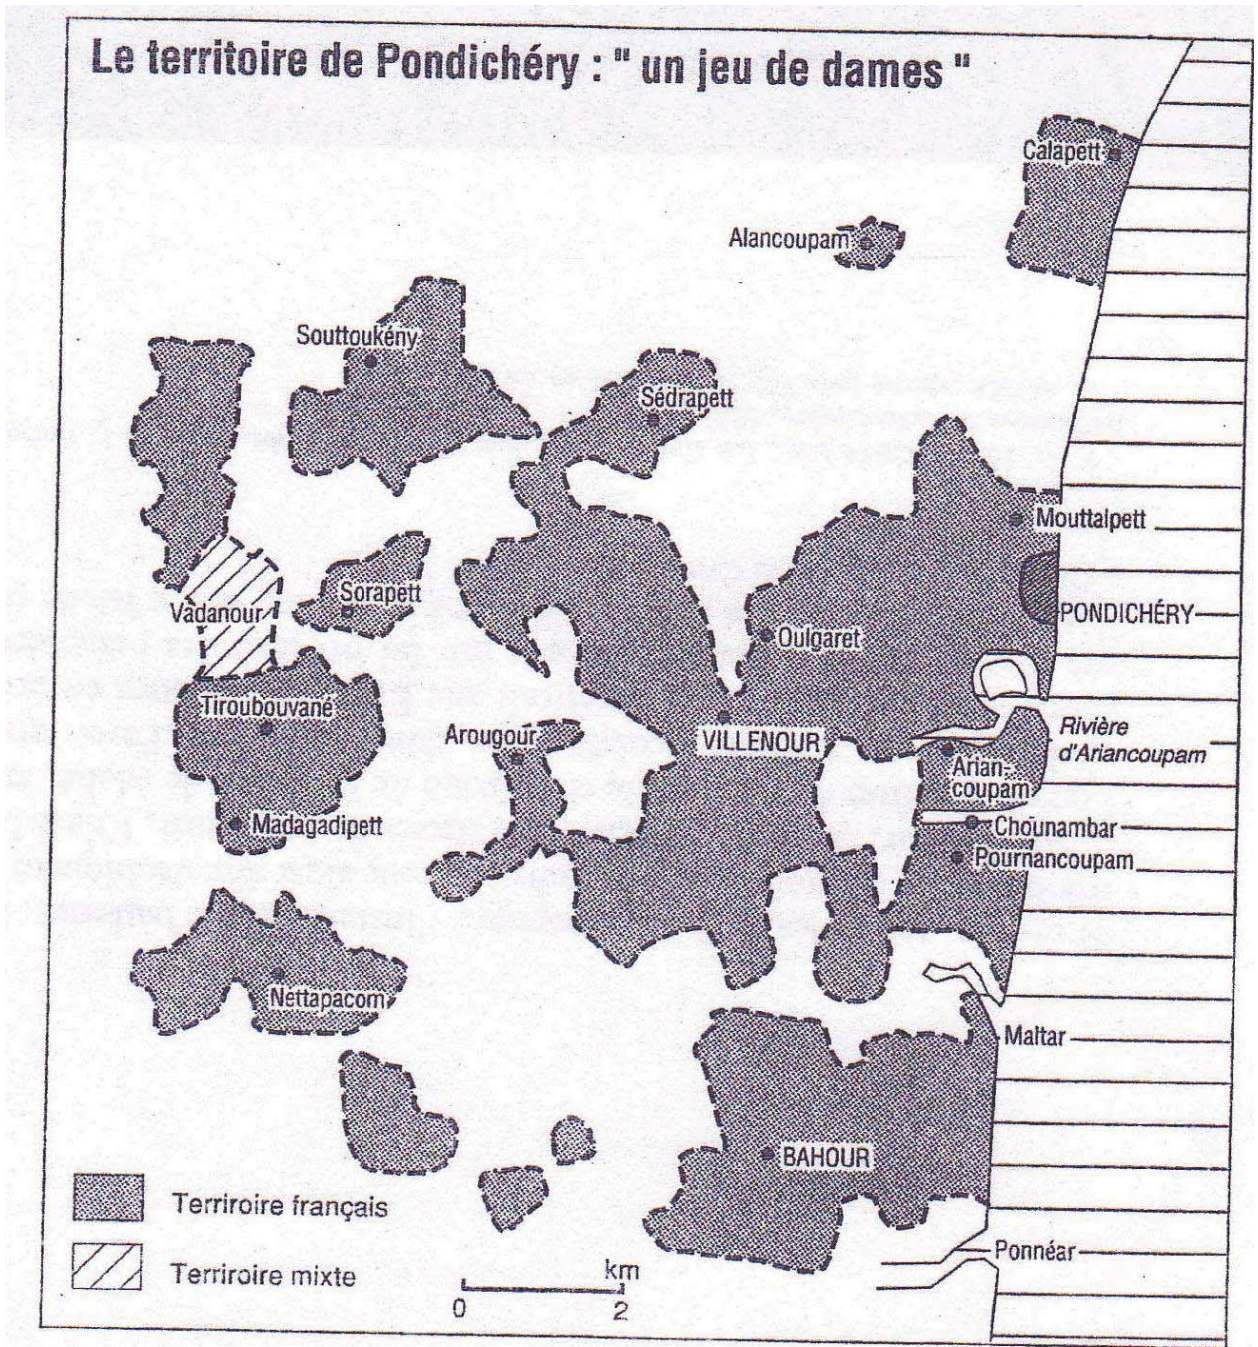 Le territoire de Pondichéry : " un jeu de dames "
Calapett
Alancoupam
Souttoukény
Sédrapett
Mouttalpett
Sorapett
Vadanour
PONDICHÉRY
Oulgaret
Tiroubouvané
Arougour
VILLENOUR
Rivière
d'Ariancoupam
Arian-
coupam
Madagadipett
Chounambar
Pournancoupam
Nettapacom
Maltar
BAHOUR
Terriroire français
Ponnéar
Terriroire mixte
km
0 2